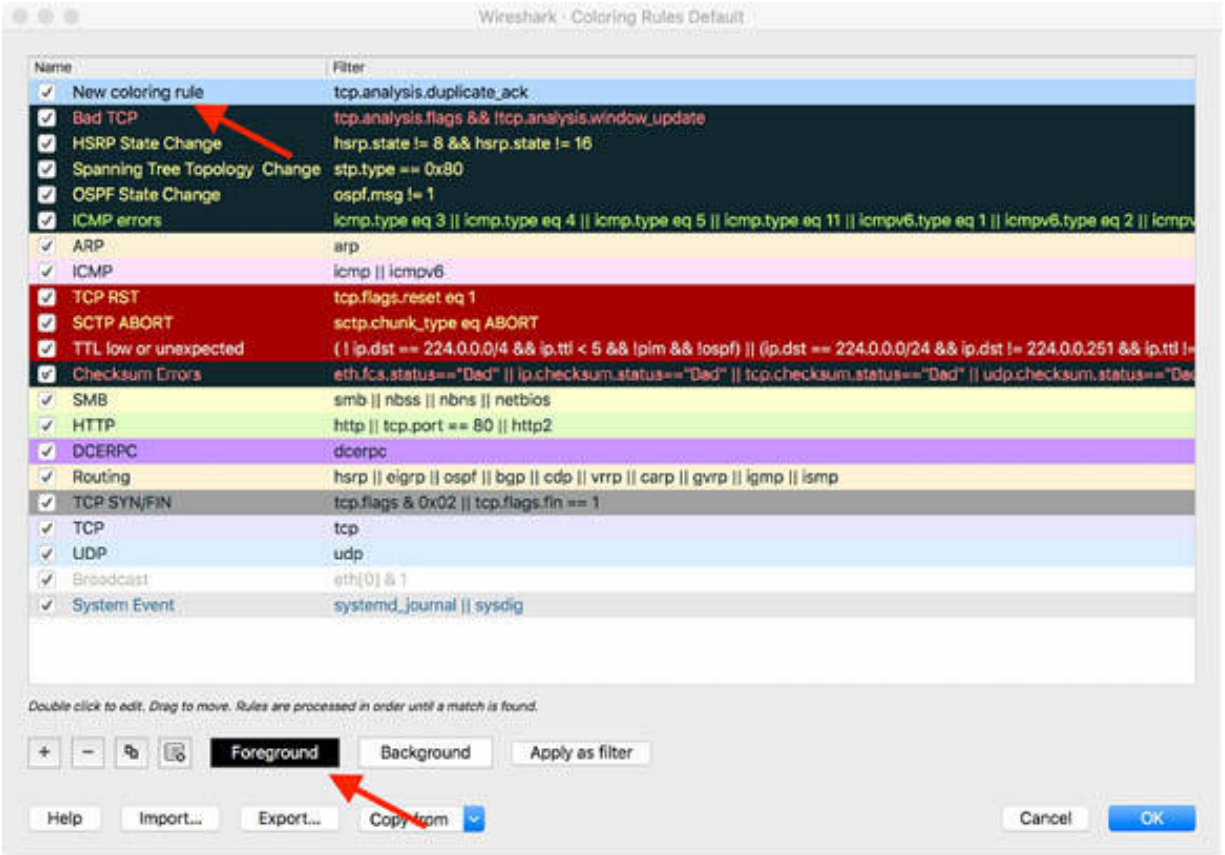 Wireshark · Coloring Rules Default
Name Filter
New coloring rule tcp.analysis.duplicate_ack
Bad TCP tcp.analysis.flags && !tcp.analysis.window_update
HSRP State Change hsrp.state != 8 && hsrp.state != 16
Spanning Tree Topology Change stp.type == 0x80
OSPF State Change ospf.msg != 1
ICMP errors icmp.type eq 3 || icmp.type eq 4 || icmp.type eq 5 || icmp.type eq 11 || icmpv6.type eq 1 || icmpv6.type eq 2 || icmpv
ARP arp
ICMP icmp || icmpv6
TCP RST tcp.flags.reset eq 1
SCTP ABORT sctp.chunk_type eq ABORT
TTL low or unexpected ( ! ip.dst == 224.0.0.0/4 && ip.ttl < 5 && !pim && !ospf) || (ip.dst == 224.0.0.0/24 && ip.dst != 224.0.0.251 && ip.ttl !=
Checksum Errors eth.fcs.status=="Bad" || ip.checksum.status=="Bad" || tcp.checksum.status=="Bad" || udp.checksum.status=="Bad
SMB smb || nbss || nbns || netbios
HTTP http || tcp.port == 80 || http2
DCERPC dcerpc
Routing hsrp || eigrp || ospf || bgp || cdp || vrrp || carp || gvrp || igmp || ismp
TCP SYN/FIN tcp.flags & 0x02 || tcp.flags.fin == 1
TCP tcp
UDP udp
Broadcast eth[0] & 1
System Event systemd_journal || sysdig
Double click to edit. Drag to move. Rules are processed in order until a match is found.
+ − Foreground Background Apply as filter
Help Import... Export... Copy from Cancel OK